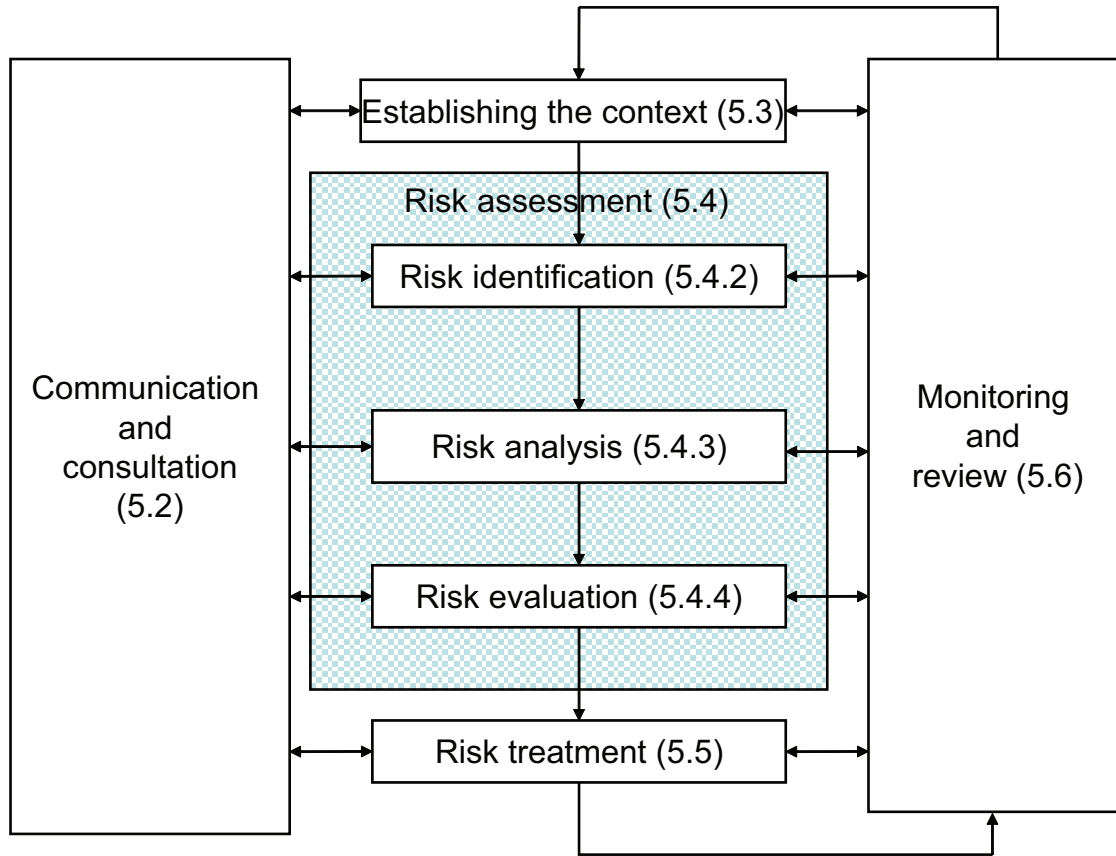 Establishing the context (5.3)
Risk assessment (5.4)
Risk identification (5.4.2)
Communication
and
consultation
(5.2)
Risk analysis (5.4.3)
Monitoring
and
review (5.6)
Risk evaluation (5.4.4)
Risk treatment (5.5)